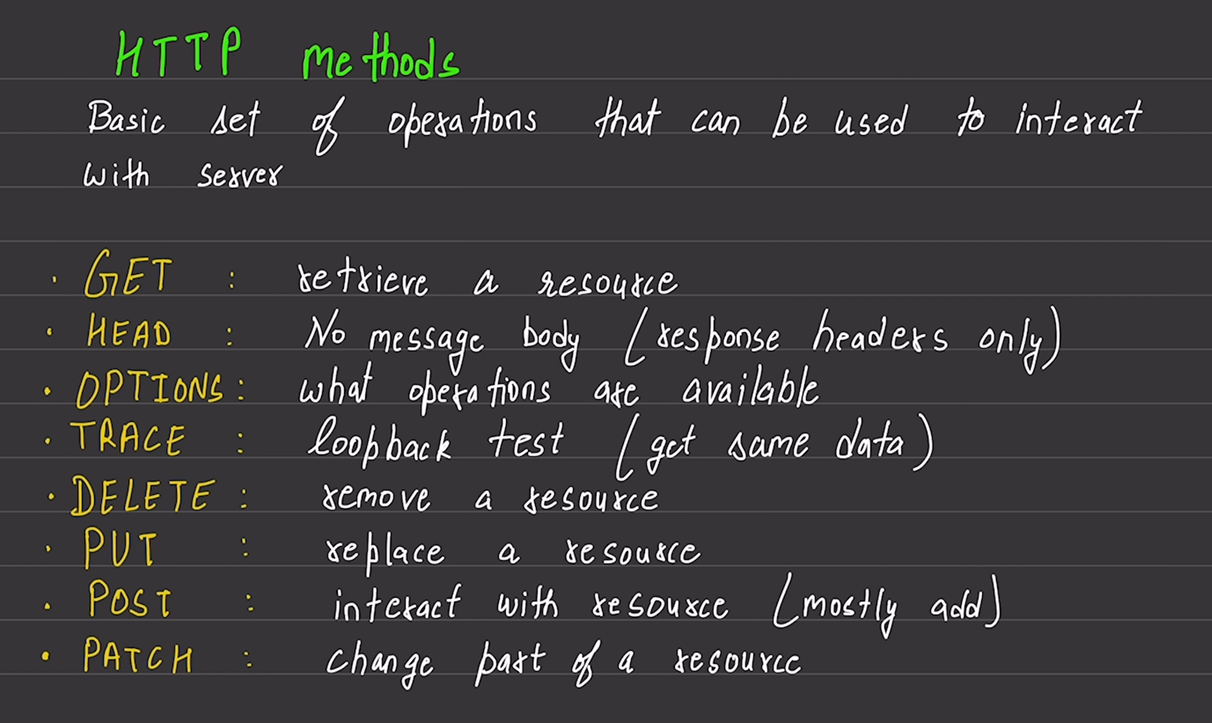 HTTP methods
Basic set of operations that can be used to interact
with server
• GET : retrieve a resource
• HEAD : No message body (response headers only)
• OPTIONS : what operations are available
• TRACE : loopback test (get same data)
• DELETE : remove a resource
• PUT : replace a resource
• POST : interact with resource (mostly add)
• PATCH : change part of a resource